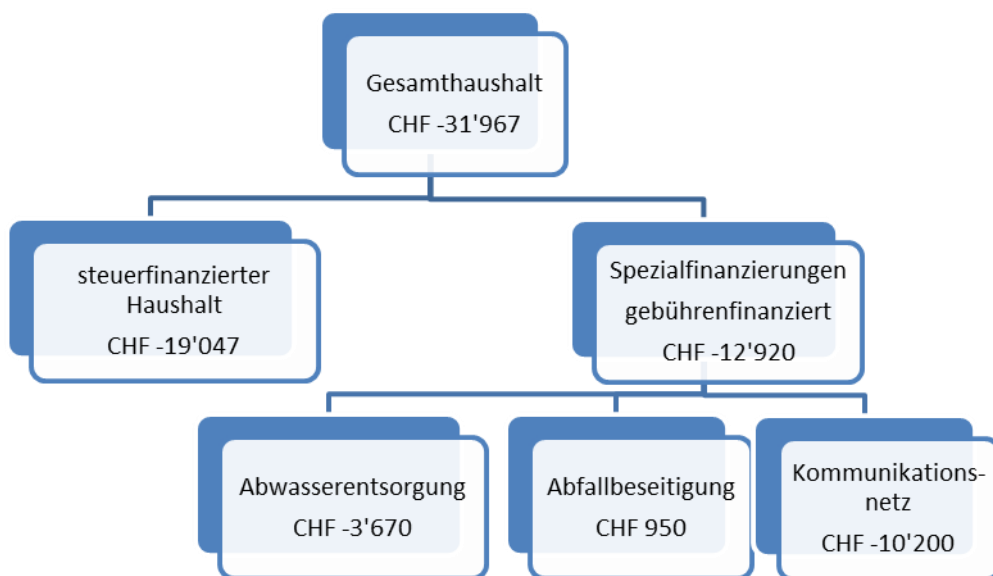 Gesamthaushalt
CHF -31'967
steuerfinanzierter
Haushalt
CHF -19'047
Spezialfinanzierungen
gebührenfinanziert
CHF -12'920
Abwasserentsorgung
CHF -3'670
Abfallbeseitigung
CHF 950
Kommunikations-
netz
CHF -10'200